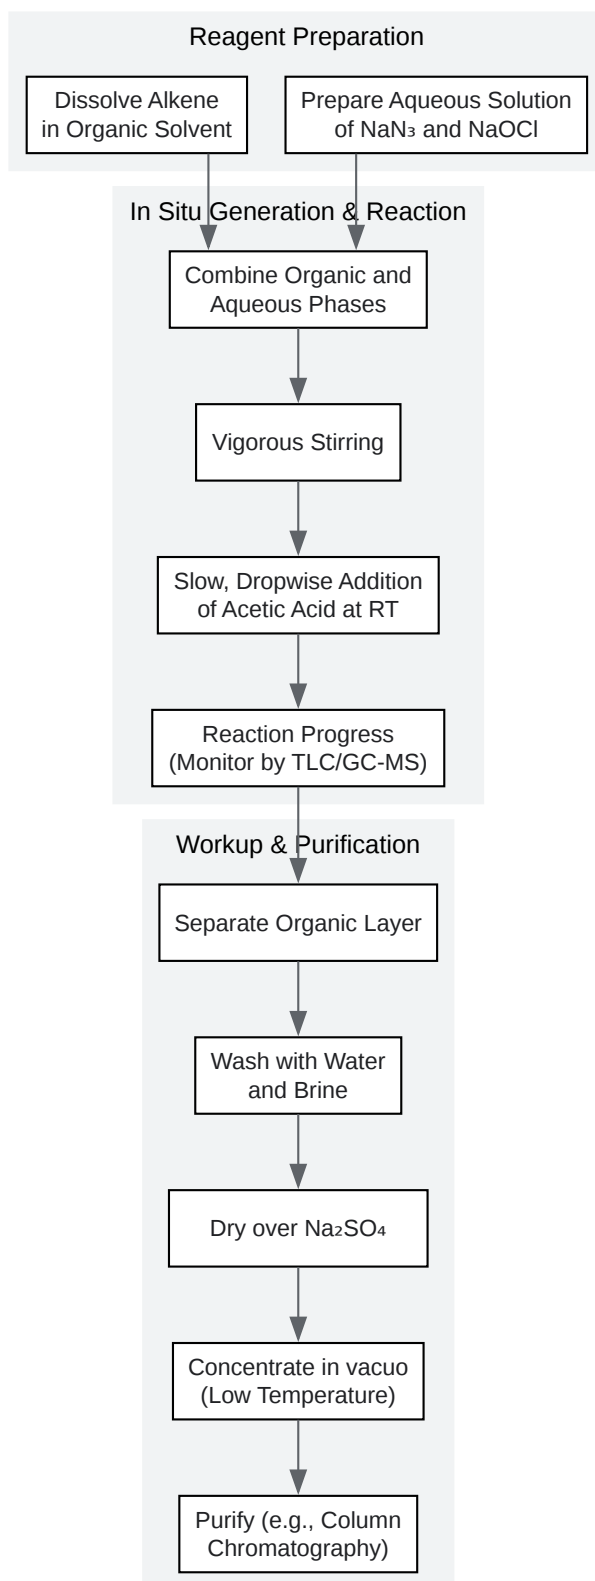 Reagent Preparation
Dissolve Alkene
in Organic Solvent
Prepare Aqueous Solution
of NaN₃ and NaOCl
In Situ Generation & Reaction
Combine Organic and
Aqueous Phases
Vigorous Stirring
Slow, Dropwise Addition
of Acetic Acid at RT
Reaction Progress
(Monitor by TLC/GC-MS)
Workup & Purification
Separate Organic Layer
Wash with Water
and Brine
Dry over Na₂SO₄
Concentrate in vacuo
(Low Temperature)
Purify (e.g., Column
Chromatography)